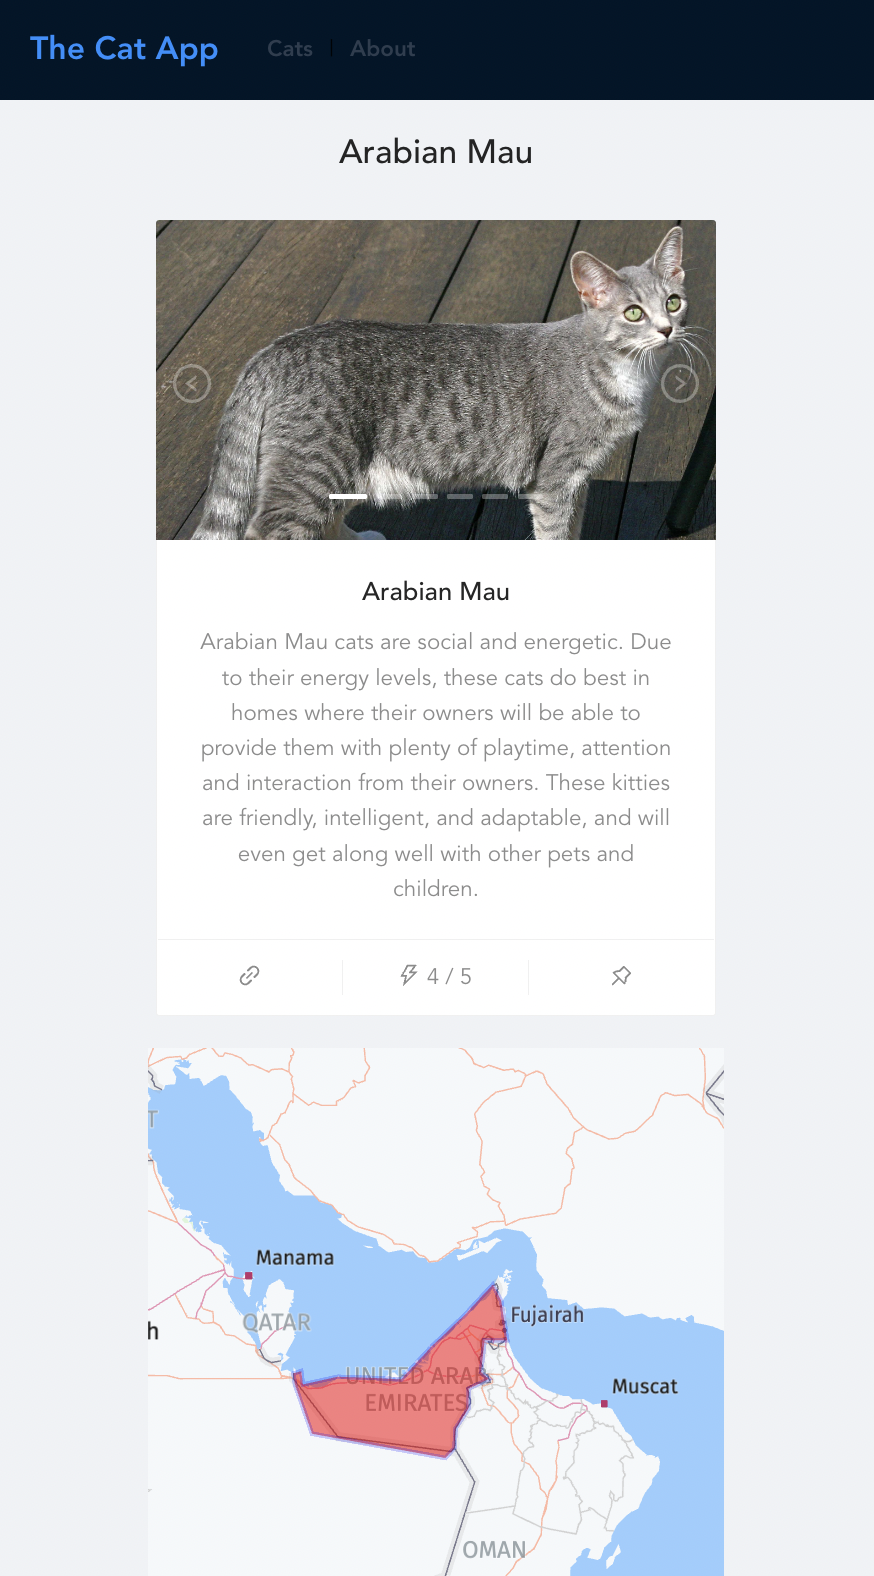 The Cat App Cats About
Arabian Mau
Arabian Mau
Arabian Mau cats are social and energetic. Due
to their energy levels, these cats do best in
homes where their owners will be able to
provide them with plenty of playtime, attention
and interaction from their owners. These kitties
are friendly, intelligent, and adaptable, and will
even get along well with other pets and
children.
4 / 5
T
Manama
Fujairah
QATAR
h
UNITED ARAB
EMIRATES
Muscat
OMAN